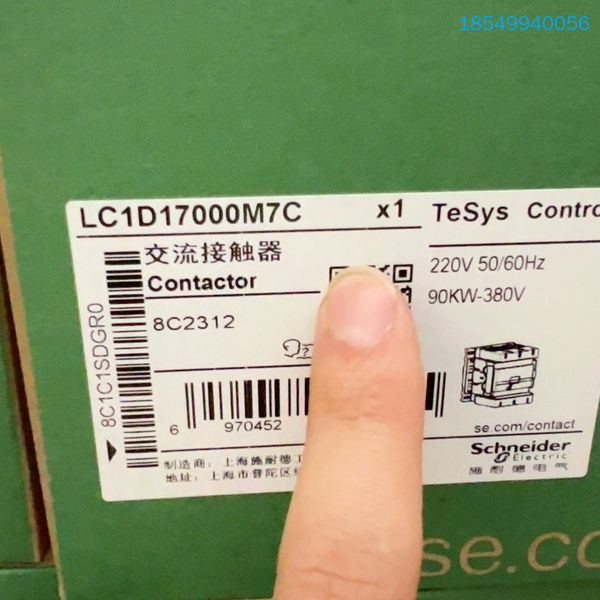 18549940056
LC1D17000M7C x1 TeSys Contro
交流接触器
Contactor
220V 50/60Hz
90KW-380V
8C2312
8C1C1SDGR0
6 970452
se.com/contact
制造商：上海施耐德工
地址：上海市普陀区
Schneider
Electric
施耐德电气
se.co